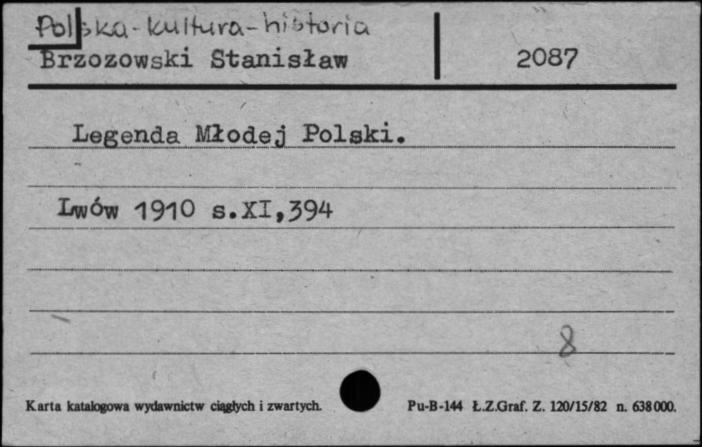 Polska-kultura-historia
Brzozowski Stanisław 2087
Legenda Młodej Polski.
Lwów 1910 s.XI,394
8
Karta katalogowa wydawnictw ciągłych i zwartych. Pu-B-144 Ł.Z.Graf. Z. 120/15/82 n. 638000.